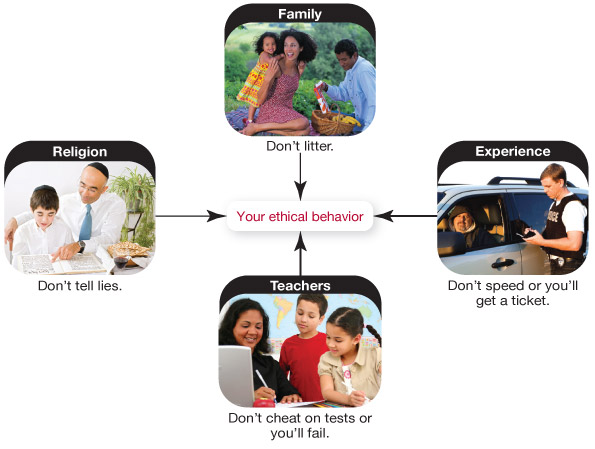 Family
Don't litter.
Religion
Don't tell lies.
Your ethical behavior
Experience
Don't speed or you'll
get a ticket.
Teachers
Don't cheat on tests or
you'll fail.